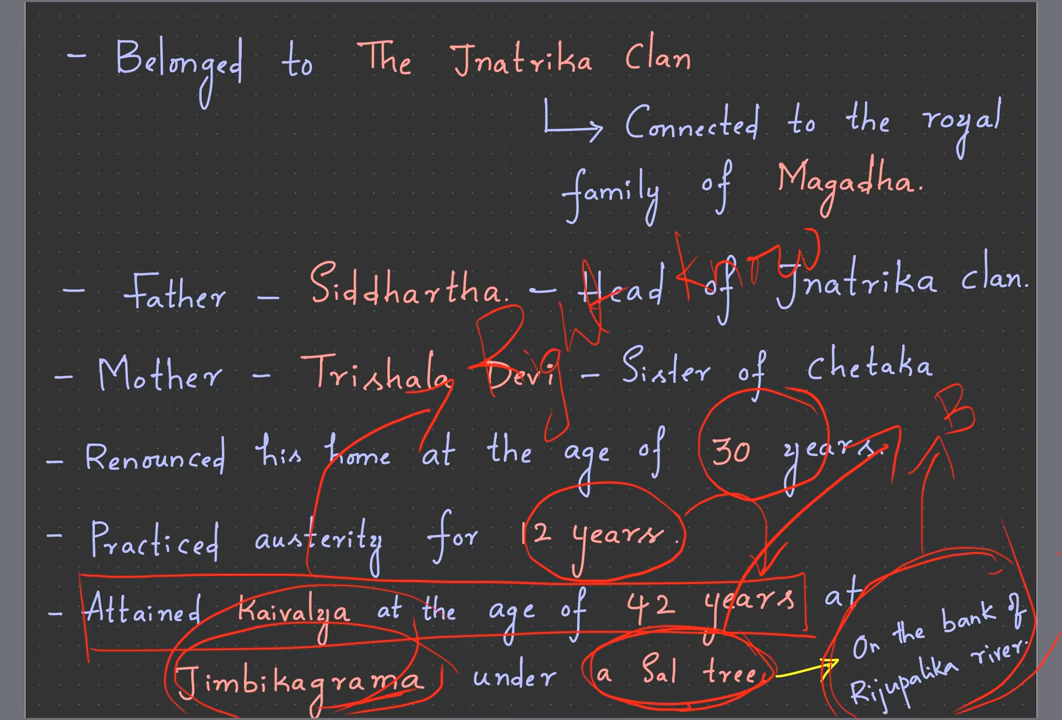 - Belonged to The Jnatrika Clan
Connected to the royal
family of Magadha.
- Father - Siddhartha. - Head of Jnatrika clan.
Right know
- Mother - Trishala Devi - Sister of Chetaka
B
- Renounced his home at the age of 30 years.
- Practiced austerity for 12 years.
- Attained Kaivalya at the age of 42 years at
Jimbikagrama under a Sal tree.
On the bank of
Rijupalika river.